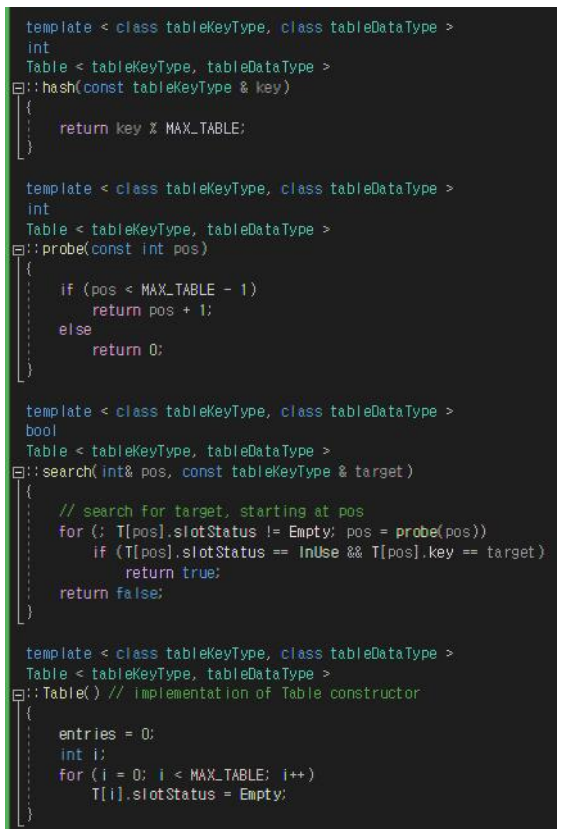 template < class tableKeyType, class tableDataType >
int
Table < tableKeyType, tableDataType >
::hash(const tableKeyType & key)
{
    return key % MAX_TABLE;
}
template < class tableKeyType, class tableDataType >
int
Table < tableKeyType, tableDataType >
::probe(const int pos)
{
    if (pos < MAX_TABLE - 1)
        return pos + 1;
    else
        return 0;
}
template < class tableKeyType, class tableDataType >
bool
Table < tableKeyType, tableDataType >
::search( int& pos, const tableKeyType & target)
{
    // search for target, starting at pos
    for (; T[pos].slotStatus != Empty; pos = probe(pos))
        if (T[pos].slotStatus == InUse && T[pos].key == target)
            return true;
    return false;
}
template < class tableKeyType, class tableDataType >
Table < tableKeyType, tableDataType >
::Table() // implementation of Table constructor
{
    entries = 0;
    int i;
    for (i = 0; i < MAX_TABLE; i++)
        T[i].slotStatus = Empty;
}